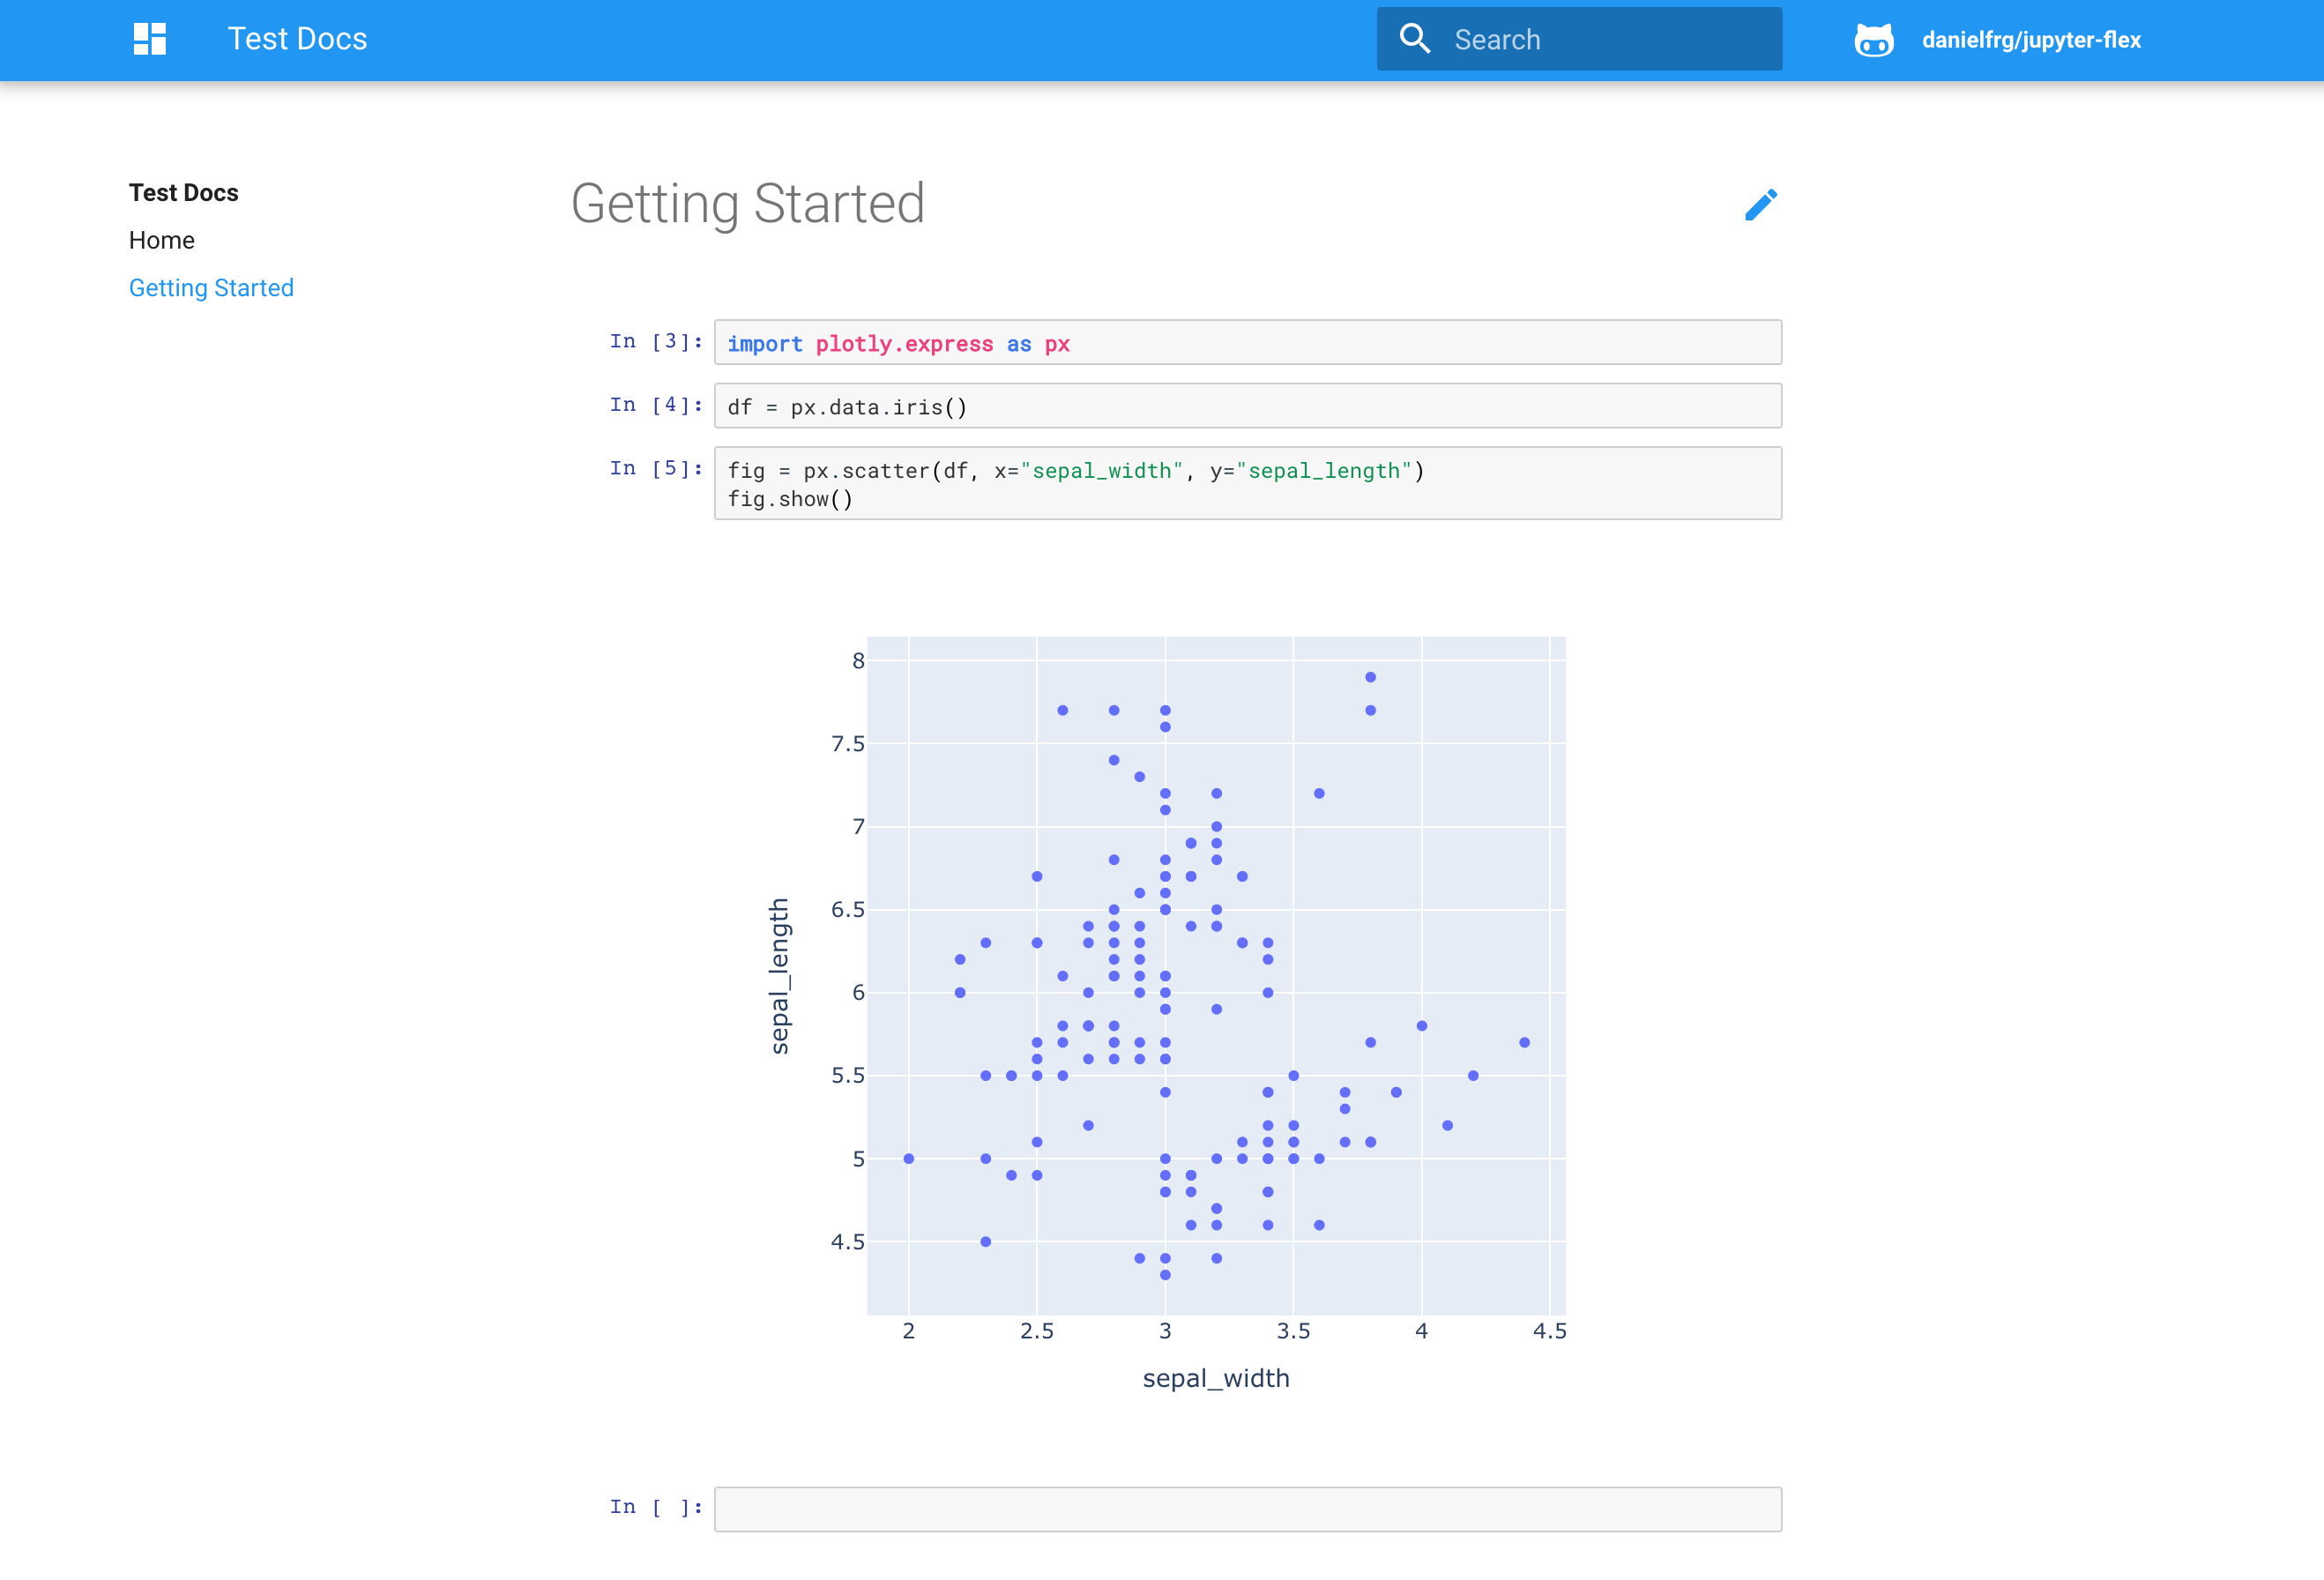 Test Docs
Search
danielfrg/jupyter-flex
Test Docs
Home
Getting Started
Getting Started
In [3]: import plotly.express as px
In [4]: df = px.data.iris()
In [5]: fig = px.scatter(df, x="sepal_width", y="sepal_length")
fig.show()
8
7.5
7
6.5
6
5.5
5
4.5
sepal_length
2 2.5 3 3.5 4 4.5
sepal_width
In [ ]: